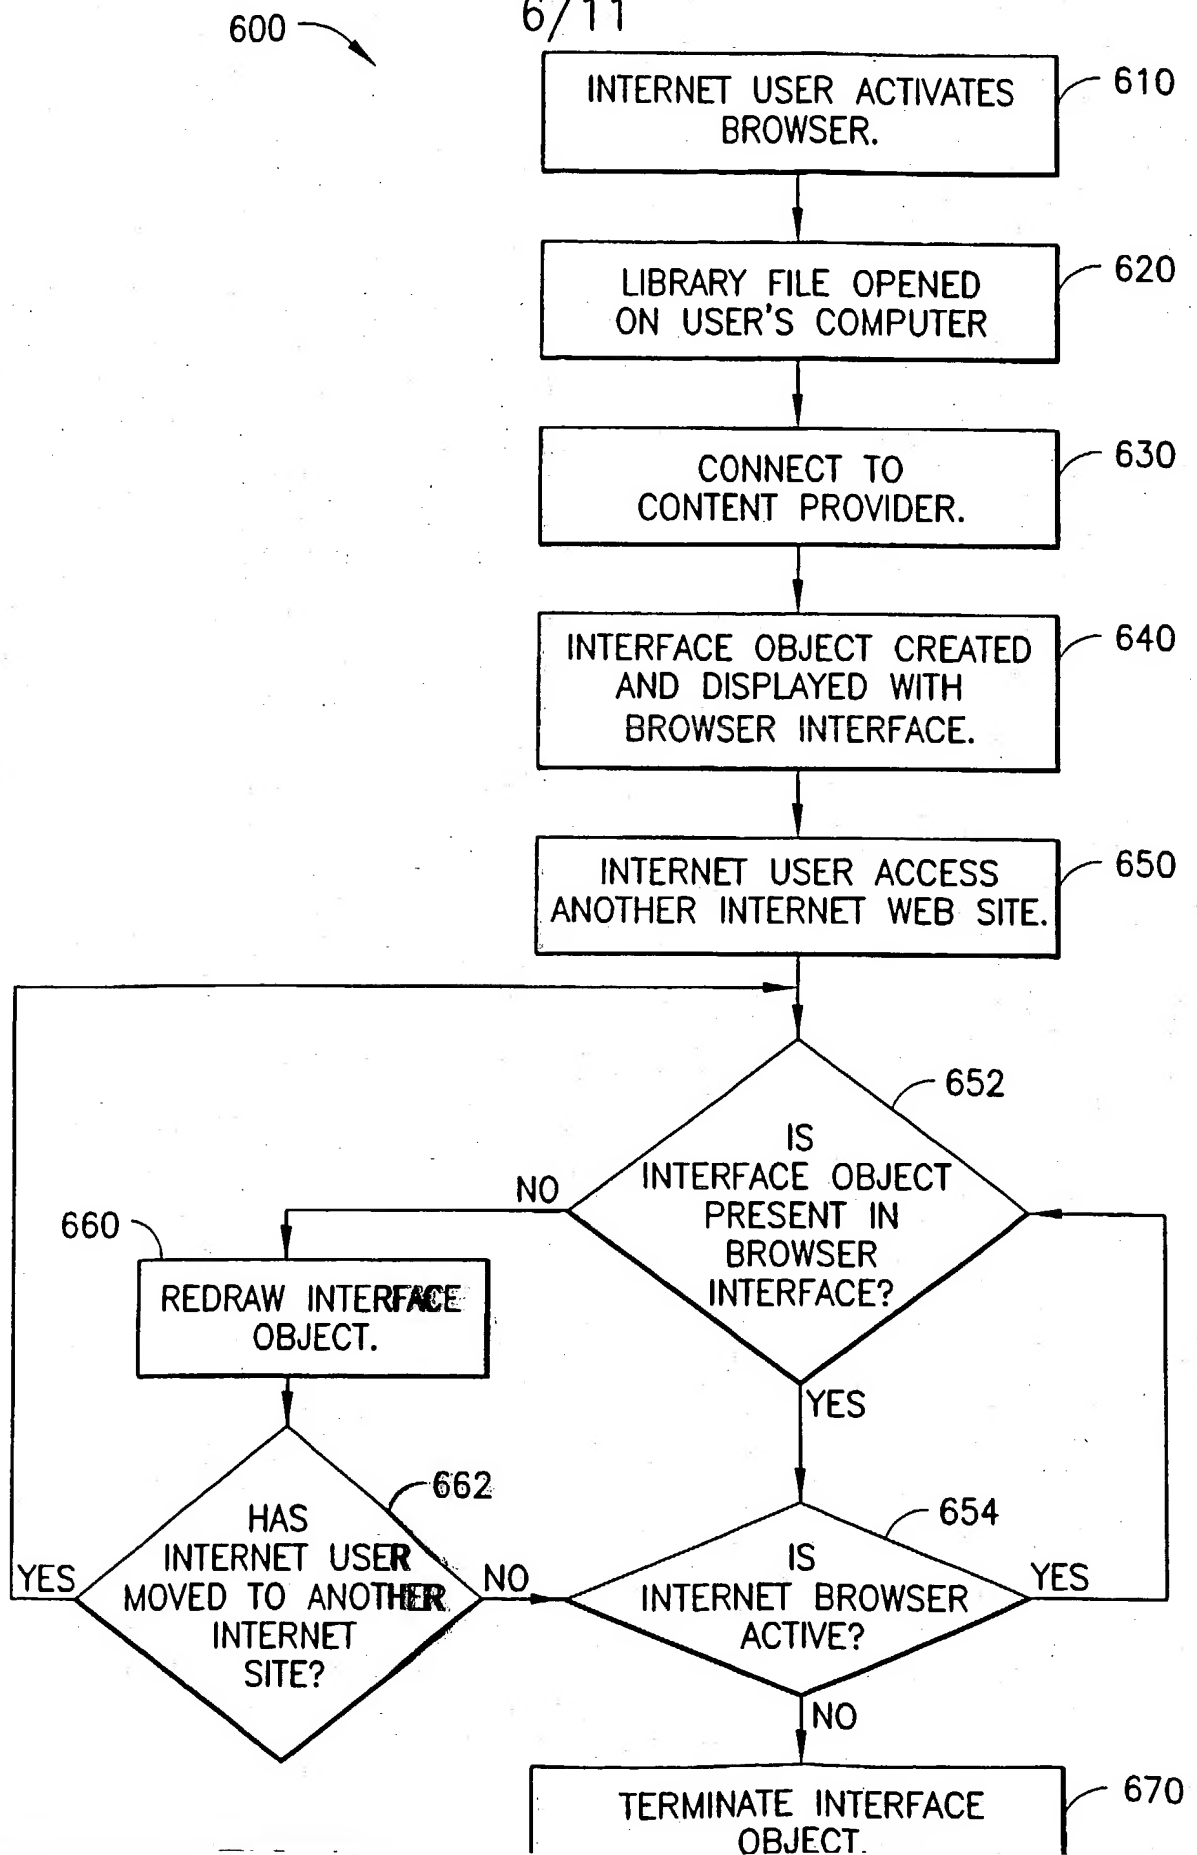 6/11
600
INTERNET USER ACTIVATES
BROWSER.
610
LIBRARY FILE OPENED
ON USER'S COMPUTER
620
CONNECT TO
CONTENT PROVIDER.
630
INTERFACE OBJECT CREATED
AND DISPLAYED WITH
BROWSER INTERFACE.
640
INTERNET USER ACCESS
ANOTHER INTERNET WEB SITE.
650
652
IS
INTERFACE OBJECT
PRESENT IN
BROWSER
INTERFACE?
NO
YES
660
REDRAW INTERFACE
OBJECT.
662
HAS
INTERNET USER
MOVED TO ANOTHER
INTERNET
SITE?
YES
NO
654
IS
INTERNET BROWSER
ACTIVE?
YES
NO
670
TERMINATE INTERFACE
OBJECT.